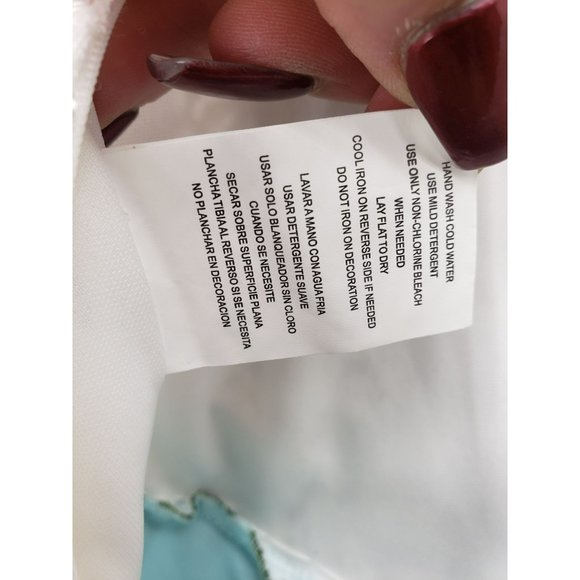 HAND WASH COLD WATER
USE MILD DETERGENT
USE ONLY NON-CHLORINE BLEACH
WHEN NEEDED
LAY FLAT TO DRY
COOL IRON ON REVERSE SIDE IF NEEDED
DO NOT IRON ON DECORATION
LAVAR A MANO CON AGUA FRIA
USAR DETERGENTE SUAVE
USAR SOLO BLANQUEADOR SIN CLORO
CUANDO SE NECESITE
SECAR SOBRE SUPERFICIE PLANA
PLANCHA TIBIA AL REVERSO SI SE NECESITA
NO PLANCHAR EN DECORACION